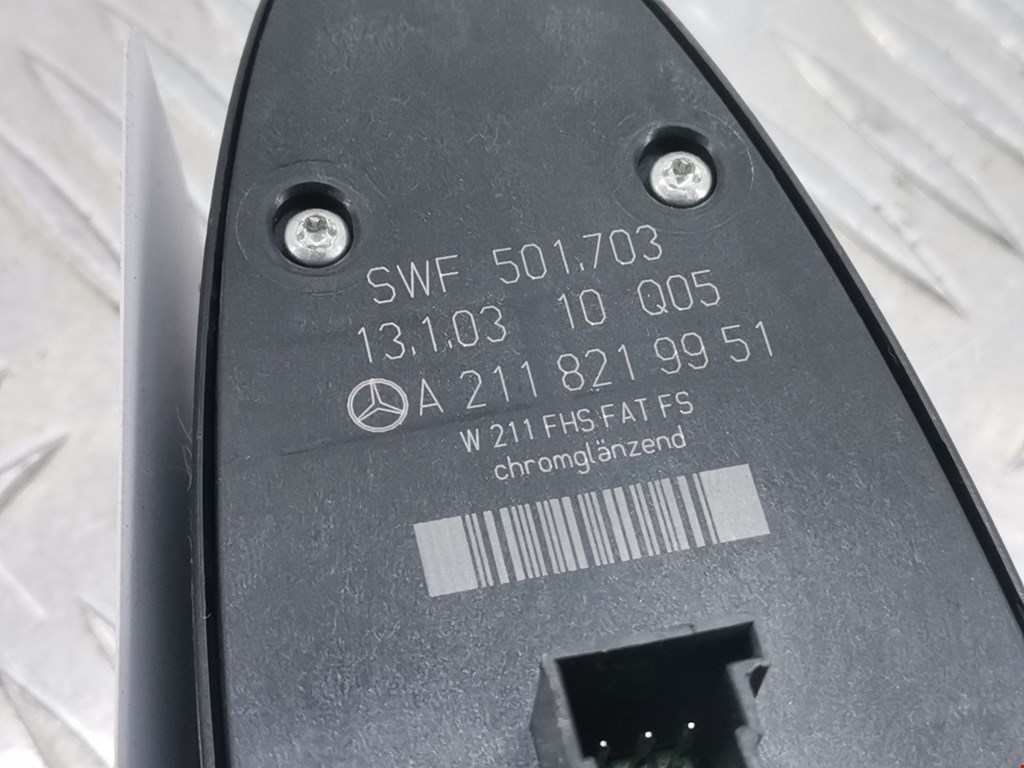 SWF 501.703
13.1.03 10 Q05
A 211 821 99 51
W 211 FHS FAT FS
chromglänzend